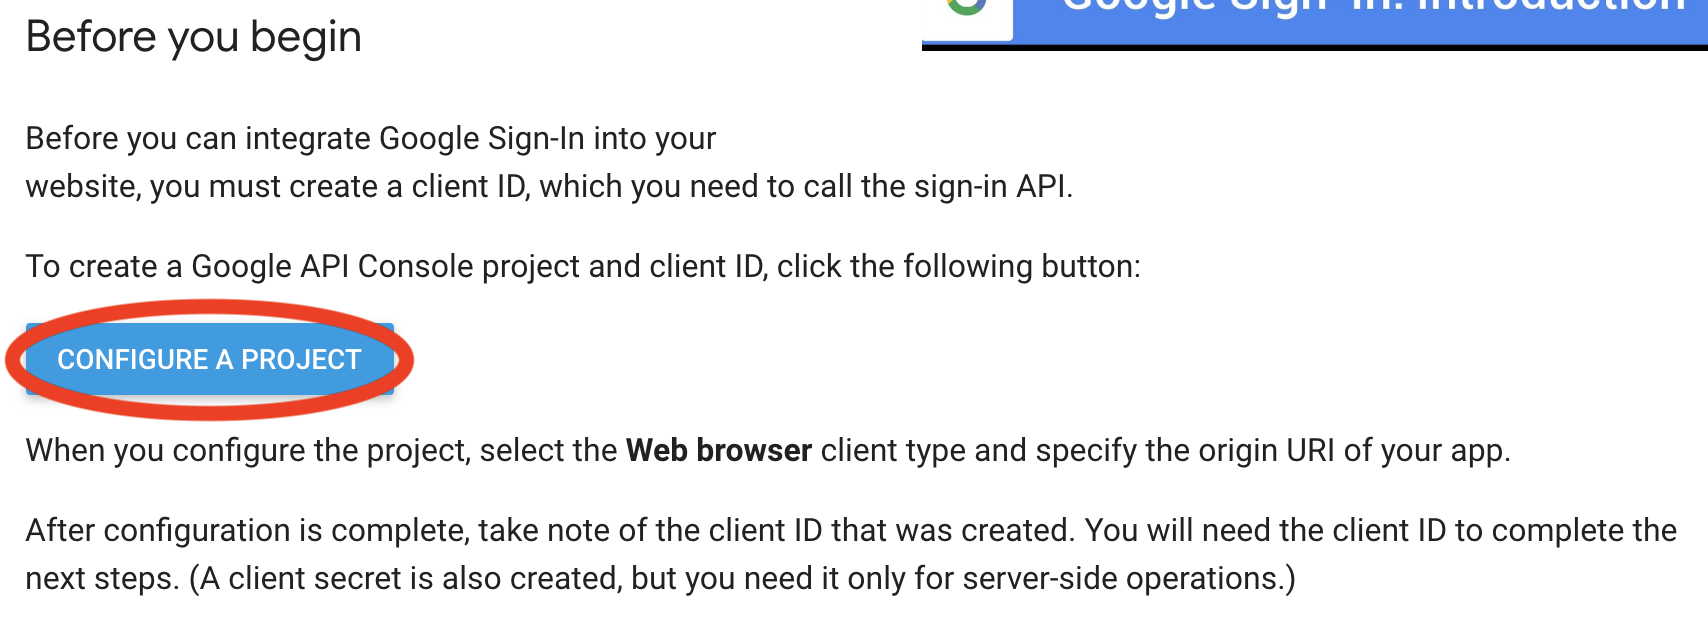 Before you begin
Google Sign-In: Introduction
Before you can integrate Google Sign-In into your
website, you must create a client ID, which you need to call the sign-in API.
To create a Google API Console project and client ID, click the following button:
CONFIGURE A PROJECT
When you configure the project, select the Web browser client type and specify the origin URI of your app.
After configuration is complete, take note of the client ID that was created. You will need the client ID to complete the
next steps. (A client secret is also created, but you need it only for server-side operations.)